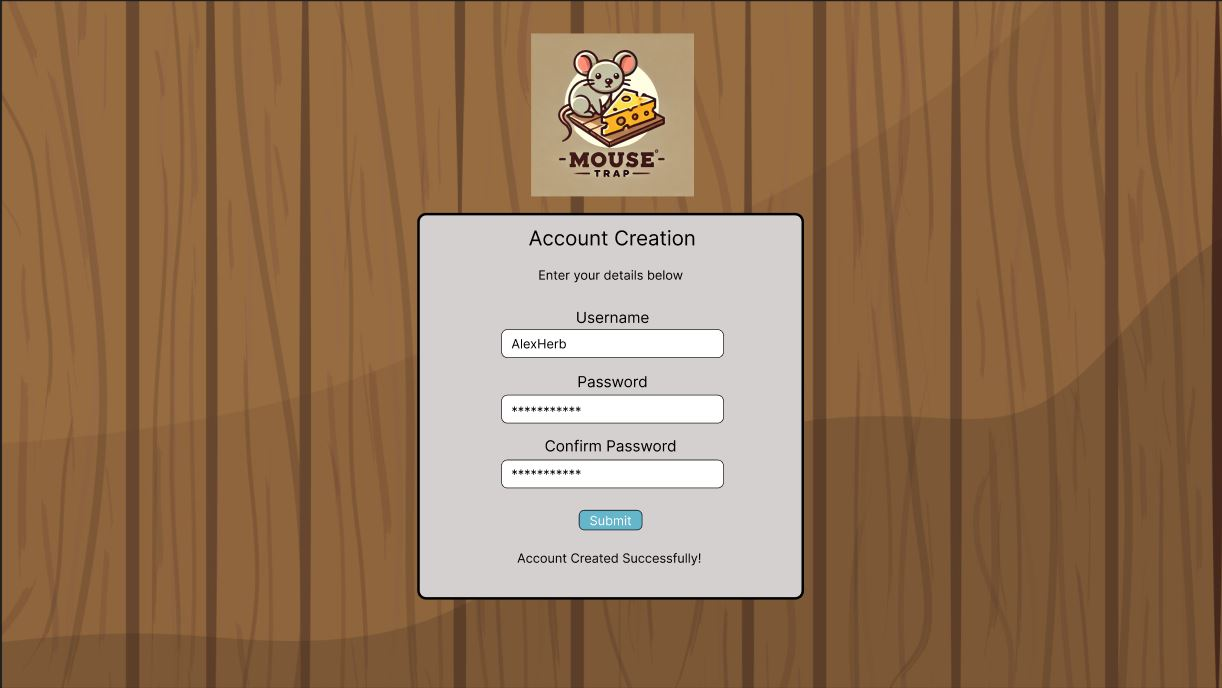 -MOUSE-
TRAP
Account Creation
Enter your details below
Username
AlexHerb
Password
***********
Confirm Password
***********
Submit
Account Created Successfully!